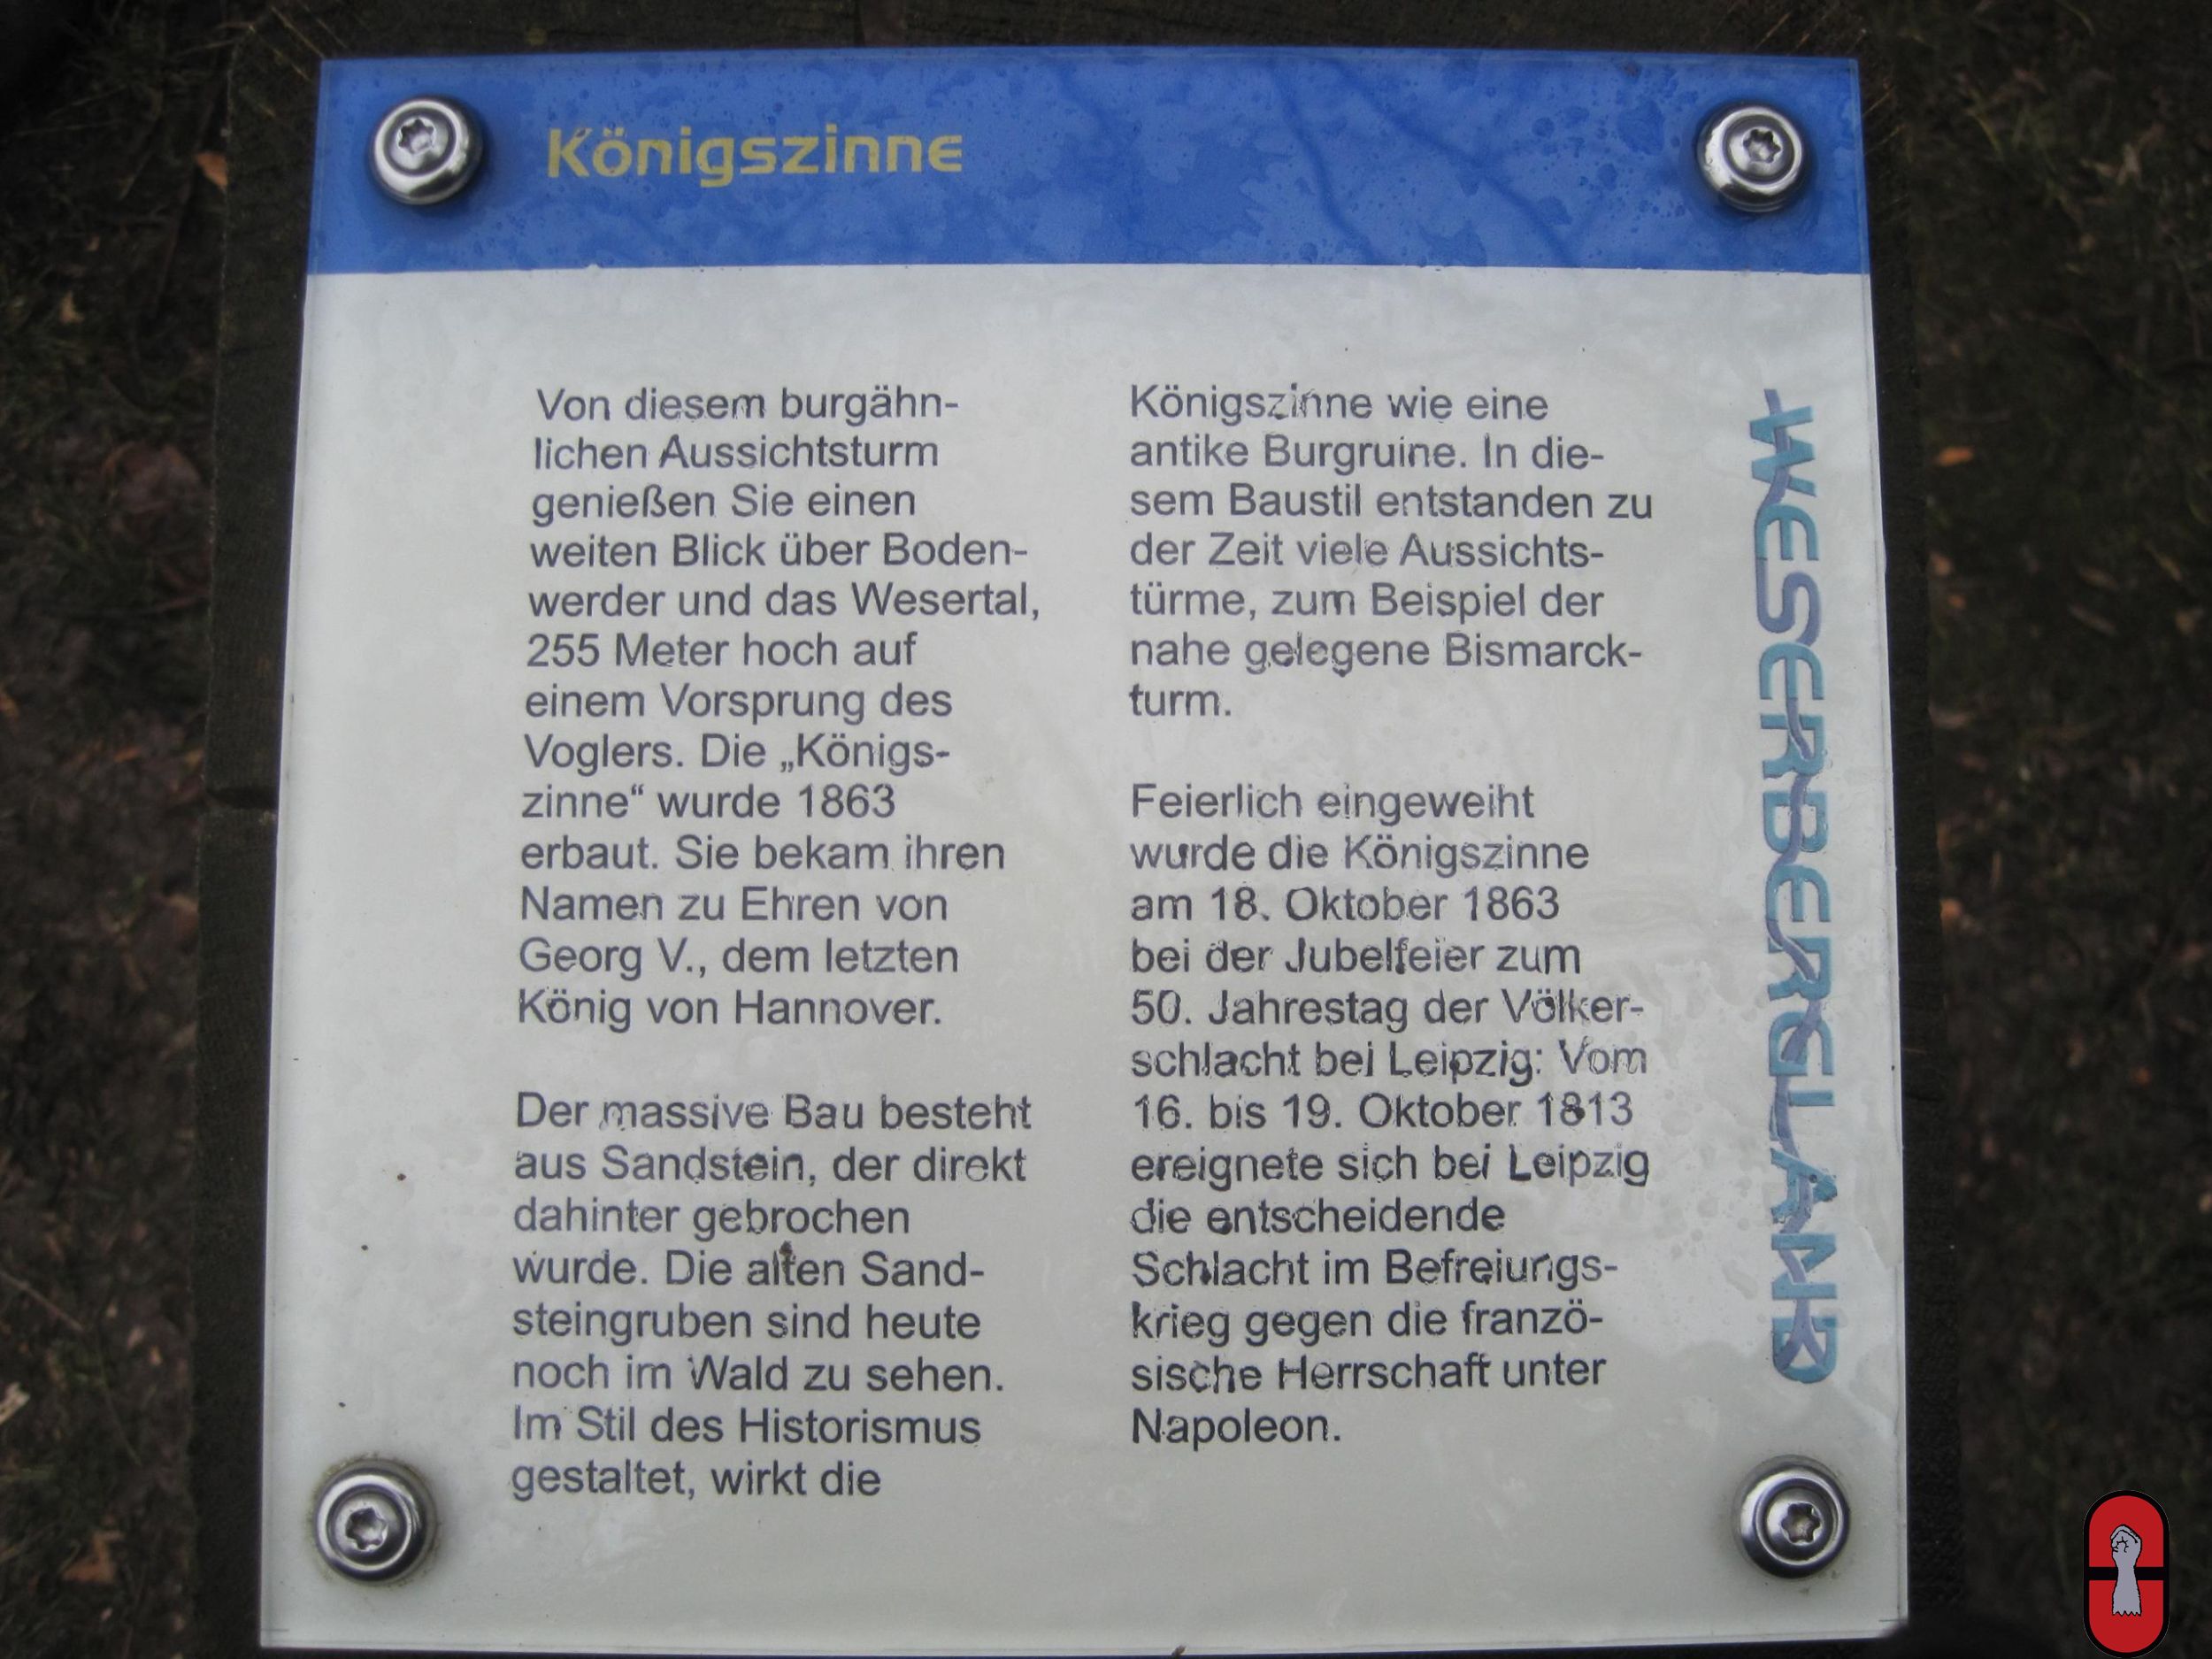 Königszinne
Von diesem burgähn-
lichen Aussichtsturm
genießen Sie einen
weiten Blick über Boden-
werder und das Wesertal,
255 Meter hoch auf
einem Vorsprung des
Voglers. Die „Königs-
zinne“ wurde 1863
erbaut. Sie bekam ihren
Namen zu Ehren von
Georg V., dem letzten
König von Hannover.
Der massive Bau besteht
aus Sandstein, der direkt
dahinter gebrochen
wurde. Die alten Sand-
steingruben sind heute
noch im Wald zu sehen.
Im Stil des Historismus
gestaltet, wirkt die
Königszinne wie eine
antike Burgruine. In die-
sem Baustil entstanden zu
der Zeit viele Aussichts-
türme, zum Beispiel der
nahe gelegene Bismarck-
turm.
Feierlich eingeweiht
wurde die Königszinne
am 18. Oktober 1863
bei der Jubelfeier zum
50. Jahrestag der Völker-
schlacht bei Leipzig: Vom
16. bis 19. Oktober 1813
ereignete sich bei Leipzig
die entscheidende
Schlacht im Befreiungs-
krieg gegen die franzö-
sische Herrschaft unter
Napoleon.
WESERBERGLAND